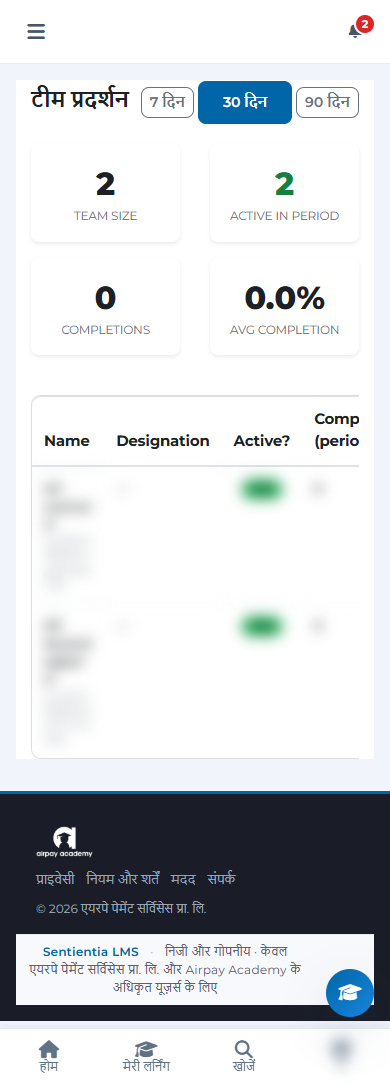 2
टीम प्रदर्शन
7 दिन
30 दिन
90 दिन
2
TEAM SIZE
2
ACTIVE IN PERIOD
0
COMPLETIONS
0.0%
AVG COMPLETION
Name Designation Active? Comp
(perio
airpay academy
प्राइवेसी नियम और शर्तें मदद संपर्क
© 2026 एयरपे पेमेंट सर्विसेस प्रा. लि.
Sentientia LMS · निजी और गोपनीय · केवल
एयरपे पेमेंट सर्विसेस प्रा. लि. और Airpay Academy के
अधिकृत यूज़र्स के लिए
होम
मेरी लर्निंग
खोजें